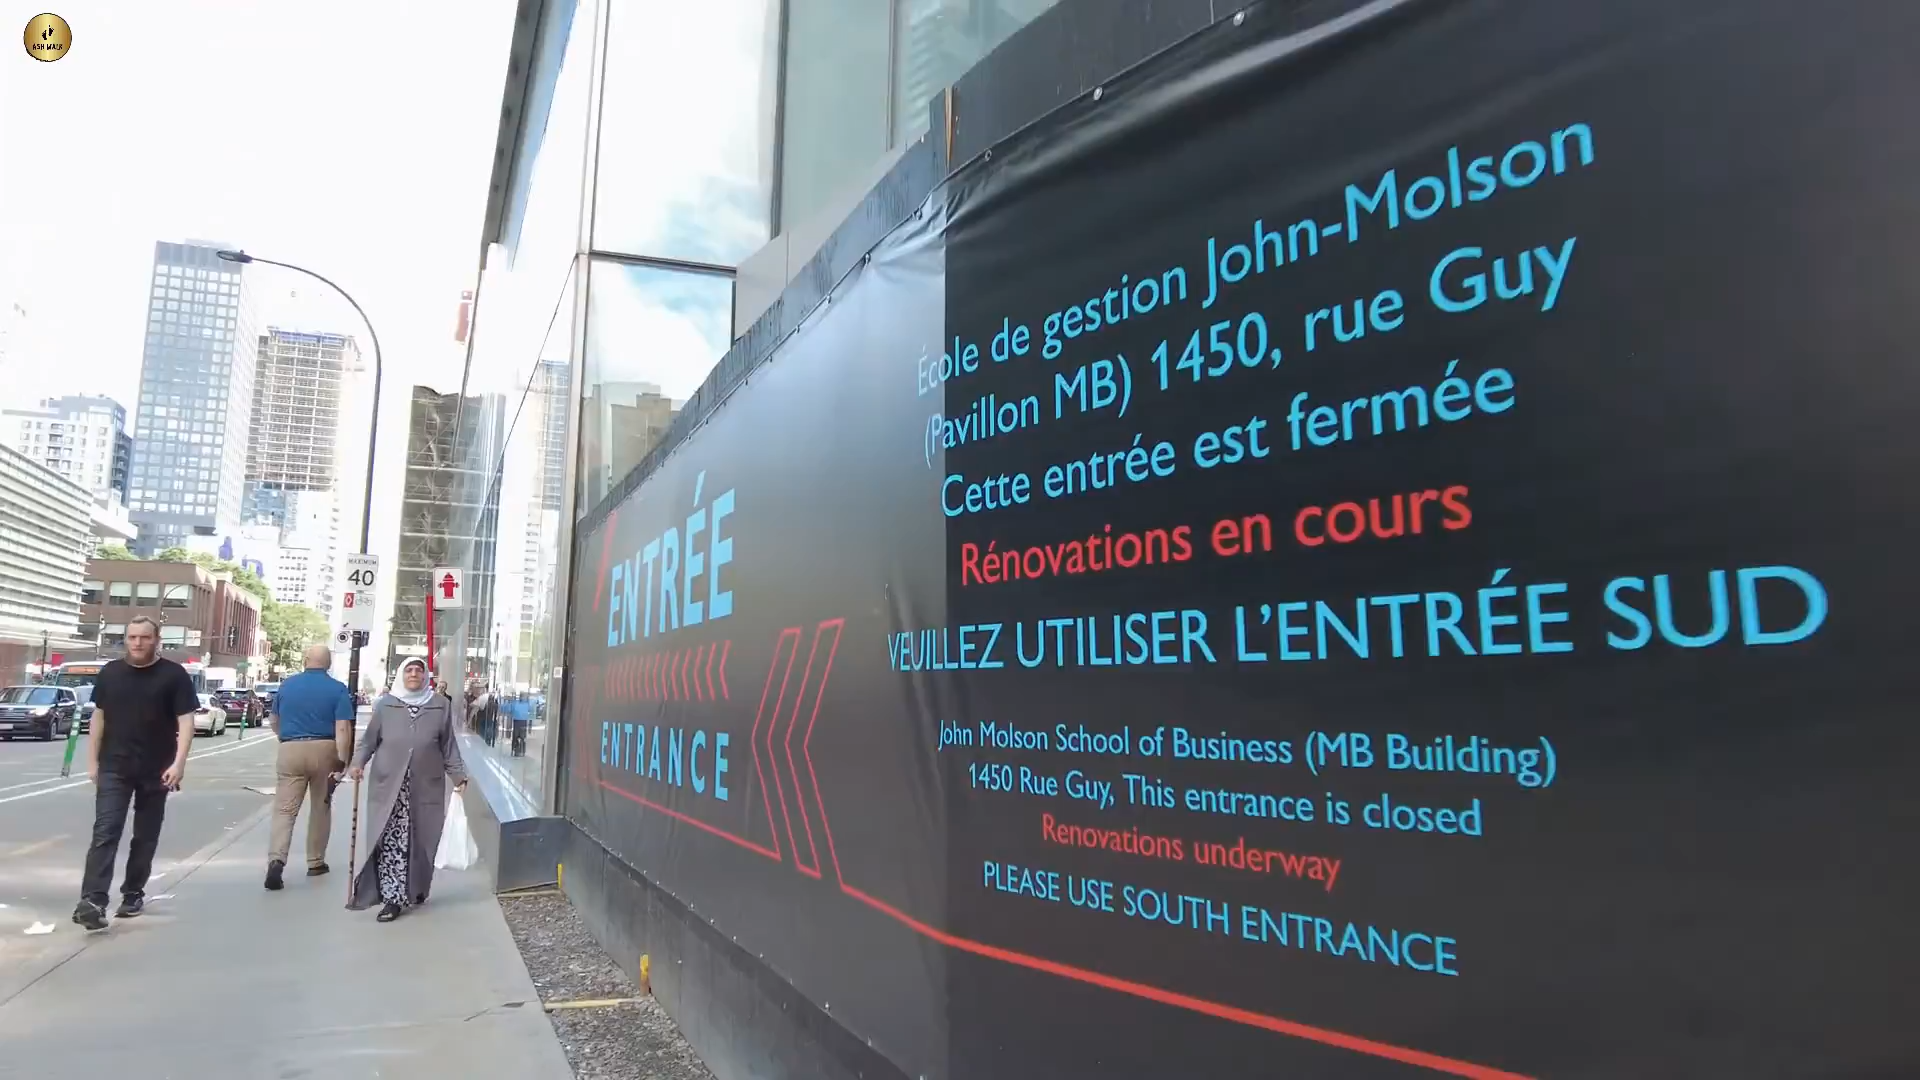 ASH WALK
MAXIMUM
40
ENTRÉE
ENTRANCE
École de gestion John-Molson
(Pavillon MB) 1450, rue Guy
Cette entrée est fermée
Rénovations en cours
VEUILLEZ UTILISER L'ENTRÉE SUD
John Molson School of Business (MB Building)
1450 Rue Guy, This entrance is closed
Renovations underway
PLEASE USE SOUTH ENTRANCE